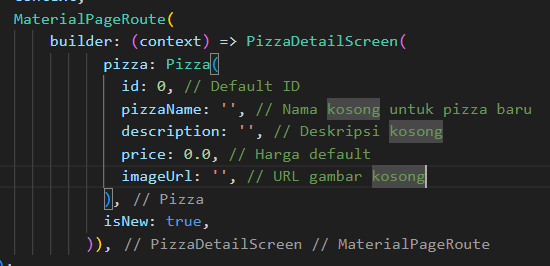 MaterialPageRoute(
builder: (context) => PizzaDetailScreen(
pizza: Pizza(
id: 0, // Default ID
pizzaName: '', // Nama kosong untuk pizza baru
description: '', // Deskripsi kosong
price: 0.0, // Harga default
imageUrl: '', // URL gambar kosong
), // Pizza
isNew: true,
)), // PizzaDetailScreen // MaterialPageRoute